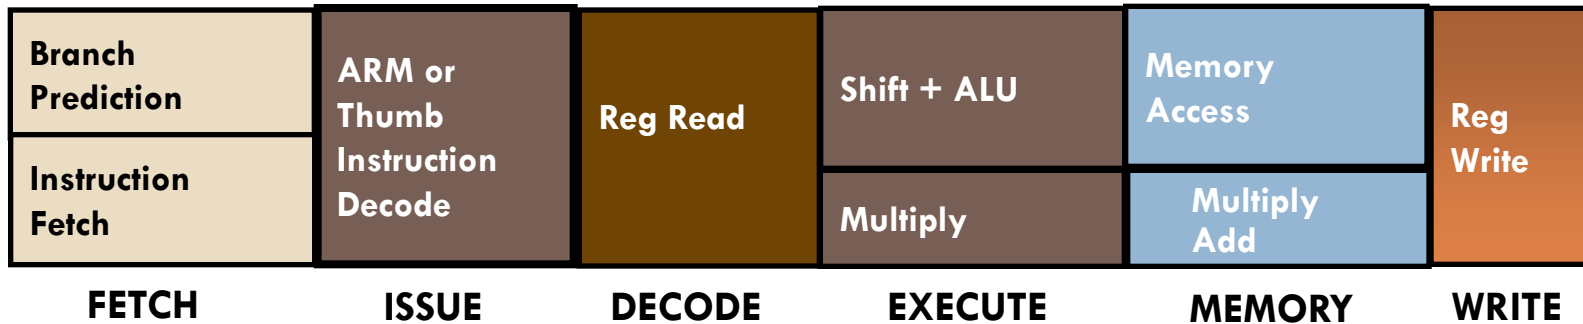 Branch
Prediction
Instruction
Fetch
ARM or
Thumb
Instruction
Decode
Reg Read
Shift + ALU
Multiply
Memory
Access
Multiply
Add
Reg
Write
FETCH
ISSUE
DECODE
EXECUTE
MEMORY
WRITE